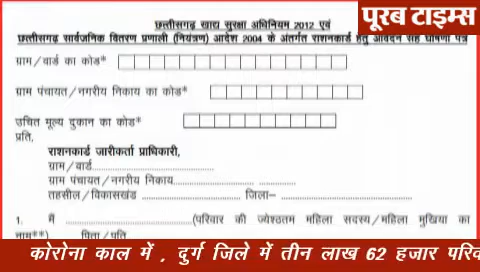 पूरब टाइम्स
छत्तीसगढ़ खाद्य सुरक्षा अधिनियम 2012 एवं
छत्तीसगढ़ सार्वजनिक वितरण प्रणाली (नियंत्रण) आदेश 2004 के अंतर्गत राशनकार्ड हेतु आवेदन सह घोषणा पत्र
ग्राम/वार्ड का कोड*
ग्राम पंचायत/नगरीय निकाय का कोड*
उचित मूल्य दुकान का कोड*
प्रति,
राशनकार्ड जारीकर्ता प्राधिकारी,
ग्राम/वार्ड........................................
ग्राम पंचायत/नगरीय निकाय........................... ....................
तहसील/विकासखंड ................................... जिला- ............................
1. मैं ....................................(परिवार की ज्येष्ठतम महिला सदस्य/महिला मुखिया का
नाम**) पिता/पति
कोरोना काल में , दुर्ग जिले में तीन लाख 62 हजार